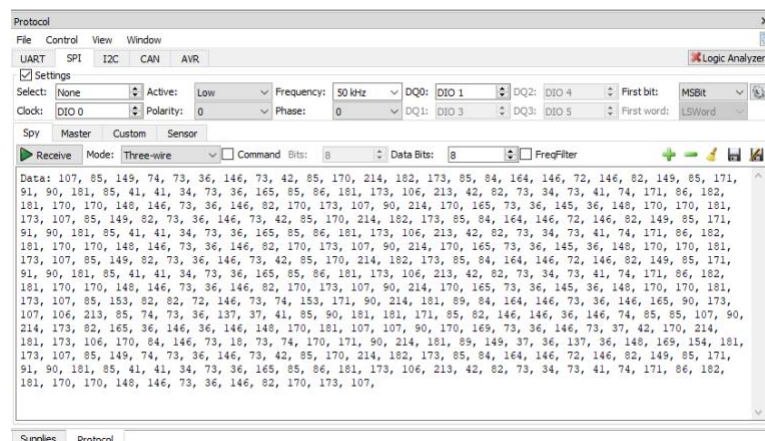 Protocol
File Control View Window
UART SPI I2C CAN AVR Logic Analyzer
Settings
Select: None Active: Low Frequency: 50 kHz DQ0: DIO 1 DQ2: DIO 4 First bit: MSBit
Clock: DIO 0 Polarity: 0 Phase: 0 DQ1: DIO 3 DQ3: DIO 5 First word: LSWord
Spy Master Custom Sensor
Receive Mode: Three-wire Command Bits: 8 Data Bits: 8 FreqFilter
Data: 107, 85, 149, 74, 73, 36, 146, 73, 42, 85, 170, 214, 182, 173, 85, 84, 164, 146, 72, 146, 82, 149, 85, 171,
91, 90, 181, 85, 41, 41, 34, 73, 36, 165, 85, 86, 181, 173, 106, 213, 42, 82, 73, 34, 73, 41, 74, 171, 86, 182,
181, 170, 170, 148, 146, 73, 36, 146, 82, 170, 173, 107, 90, 214, 170, 165, 73, 36, 145, 36, 148, 170, 170, 181,
173, 107, 85, 149, 82, 73, 36, 146, 73, 42, 85, 170, 214, 182, 173, 85, 84, 164, 146, 72, 146, 82, 149, 85, 171,
91, 90, 181, 85, 41, 41, 34, 73, 36, 165, 85, 86, 181, 173, 106, 213, 42, 82, 73, 34, 73, 41, 74, 171, 86, 182,
181, 170, 170, 148, 146, 73, 36, 146, 82, 170, 173, 107, 90, 214, 170, 165, 73, 36, 145, 36, 148, 170, 170, 181,
173, 107, 85, 149, 82, 73, 36, 146, 73, 42, 85, 170, 214, 182, 173, 85, 84, 164, 146, 72, 146, 82, 149, 85, 171,
91, 90, 181, 85, 41, 41, 34, 73, 36, 165, 85, 86, 181, 173, 106, 213, 42, 82, 73, 34, 73, 41, 74, 171, 86, 182,
181, 170, 170, 148, 146, 73, 36, 146, 82, 170, 173, 107, 90, 214, 170, 165, 73, 36, 145, 36, 148, 170, 170, 181,
173, 107, 85, 153, 82, 82, 72, 146, 73, 74, 153, 171, 90, 214, 181, 89, 84, 164, 146, 73, 36, 146, 165, 90, 173,
107, 106, 213, 85, 74, 73, 36, 137, 37, 41, 85, 90, 181, 181, 171, 85, 82, 146, 146, 36, 146, 74, 85, 85, 107, 90,
214, 173, 82, 165, 36, 146, 36, 146, 148, 170, 181, 107, 107, 90, 170, 169, 73, 36, 146, 73, 37, 42, 170, 214,
181, 173, 106, 170, 84, 146, 73, 18, 73, 74, 170, 171, 90, 214, 181, 89, 149, 37, 36, 137, 36, 148, 169, 154, 181,
173, 107, 85, 149, 74, 73, 36, 146, 73, 42, 85, 170, 214, 182, 173, 85, 84, 164, 146, 72, 146, 82, 149, 85, 171,
91, 90, 181, 85, 41, 41, 34, 73, 36, 165, 85, 86, 181, 173, 106, 213, 42, 82, 73, 34, 73, 41, 74, 171, 86, 182,
181, 170, 170, 148, 146, 73, 36, 146, 82, 170, 173, 107,
Supplies Protocol